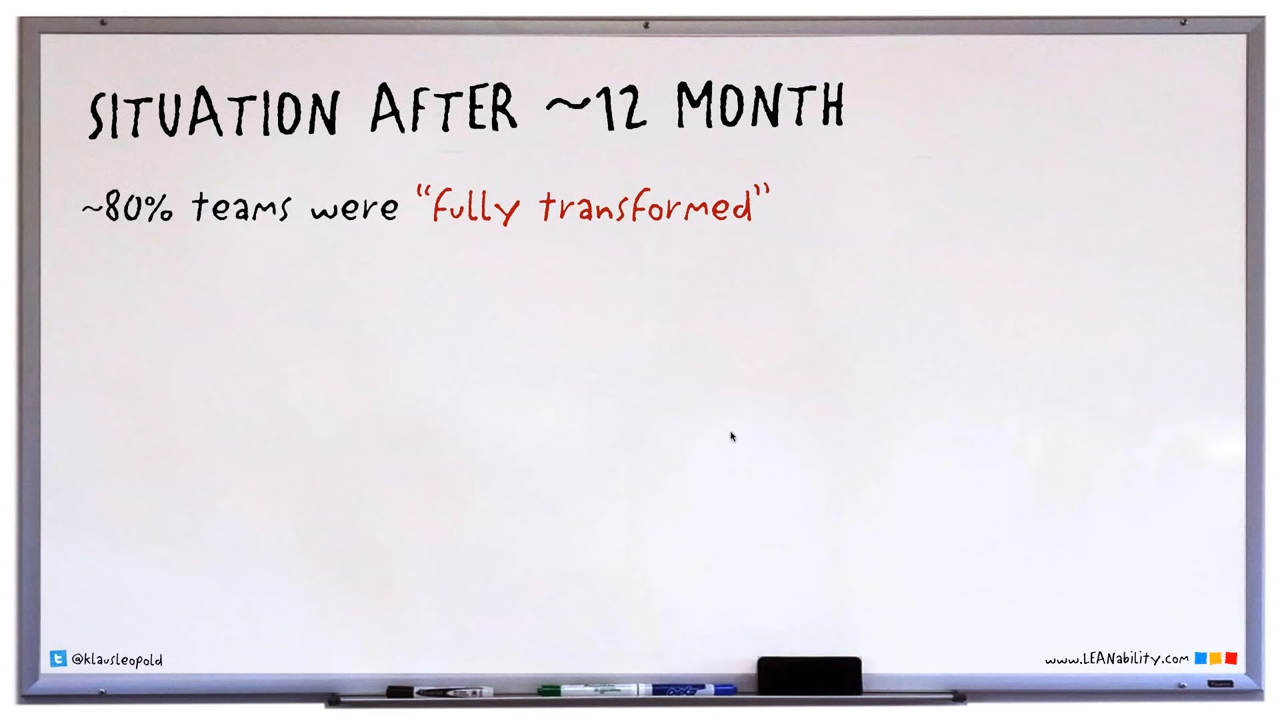 SITUATION AFTER ~12 MONTH
~80% teams were “fully transformed”
@klausleopold
www.LEANability.com